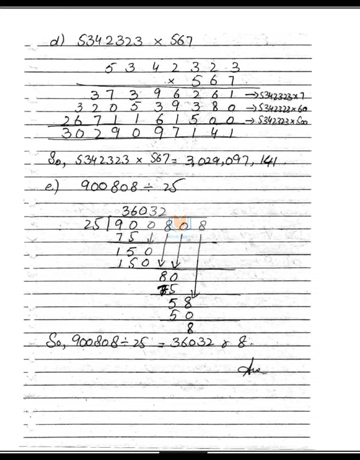 d) 5342323 × 567
5 3 4 2 3 2 3
× 5 6 7
3 7 3 9 6 2 6 1 →5342323×7
3 2 0 5 3 9 3 8 0 →5342323×60
2 6 7 1 1 6 1 5 0 0 →5342323×500
3 0 2 9 0 9 7 1 4 1
So, 5342323 × 567 = 3,029,097,141.
e.) 900808 ÷ 25
36032
25 9 0 0 8 0 8
7 5
1 5 0
1 5 0
8 0
7 5
5 8
5 0
8
So, 900808 ÷ 25 = 36032 r 8.
Ans